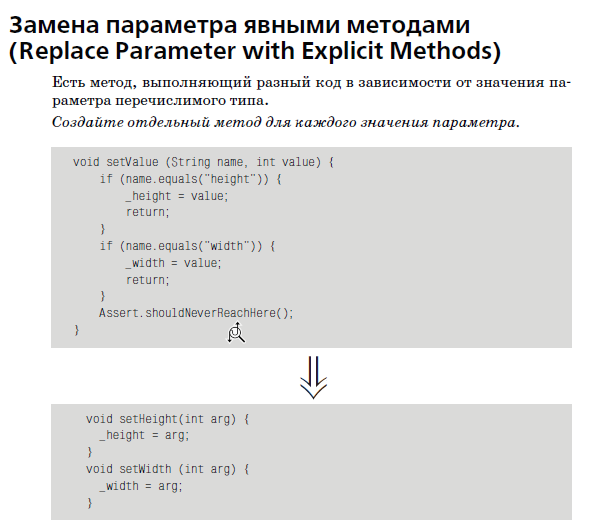 Замена параметра явными методами
(Replace Parameter with Explicit Methods)
Есть метод, выполняющий разный код в зависимости от значения па-
раметра перечислимого типа.
Создайте отдельный метод для каждого значения параметра.
void setValue (String name, int value) {
if (name.equals("height")) {
_height = value;
return;
}
if (name.equals("width")) {
_width = value;
return;
}
Assert.shouldNeverReachHere();
}
void setHeight(int arg) {
_height = arg;
}
void setWidth (int arg) {
_width = arg;
}